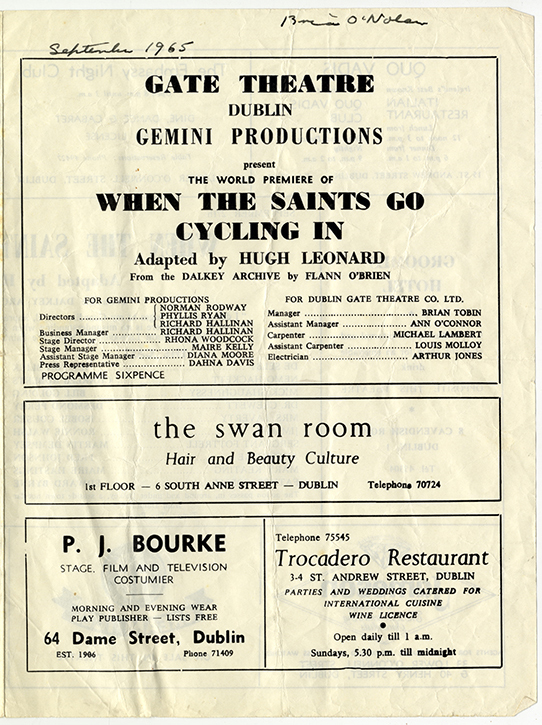 Brian O'Nolan
September 1965
GATE THEATRE
DUBLIN
GEMINI PRODUCTIONS
present
THE WORLD PREMIERE OF
WHEN THE SAINTS GO
CYCLING IN
Adapted by HUGH LEONARD
From the DALKEY ARCHIVE by FLANN O'BRIEN
FOR GEMINI PRODUCTIONS
Directors .................... NORMAN RODWAY
PHYLLIS RYAN
RICHARD HALLINAN
Business Manager .................... RICHARD HALLINAN
Stage Director .................... RHONA WOODCOCK
Stage Manager .................... MAIRE KELLY
Assistant Stage Manager ............ DIANA MOORE
Press Representative ................ DAHNA DAVIS
PROGRAMME SIXPENCE
FOR DUBLIN GATE THEATRE CO. LTD.
Manager .................... BRIAN TOBIN
Assistant Manager .................... ANN O'CONNOR
Carpenter .................... MICHAEL LAMBERT
Assistant Carpenter .................... LOUIS MOLLOY
Electrician .................... ARTHUR JONES
the swan room
Hair and Beauty Culture
1st FLOOR — 6 SOUTH ANNE STREET — DUBLIN Telephone 70724
P. J. BOURKE
STAGE, FILM AND TELEVISION
COSTUMIER
MORNING AND EVENING WEAR
PLAY PUBLISHER — LISTS FREE
64 Dame Street, Dublin
EST. 1906 Phone 71409
Telephone 75545
Trocadero Restaurant
3-4 ST. ANDREW STREET, DUBLIN
PARTIES AND WEDDINGS CATERED FOR
INTERNATIONAL CUISINE
WINE LICENCE
Open daily till 1 a.m.
Sundays, 5.30 p.m. till midnight